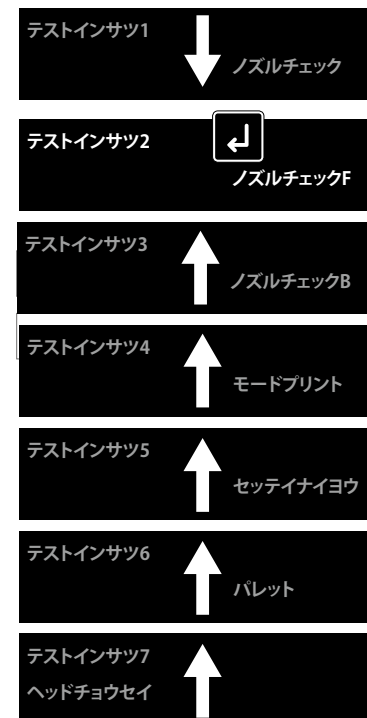 テストインサツ1
ノズルチェック
テストインサツ2
ノズルチェックF
テストインサツ3
ノズルチェックB
テストインサツ4
モードプリント
テストインサツ5
セッテイナイヨウ
テストインサツ6
パレット
テストインサツ7
ヘッドチョウセイ